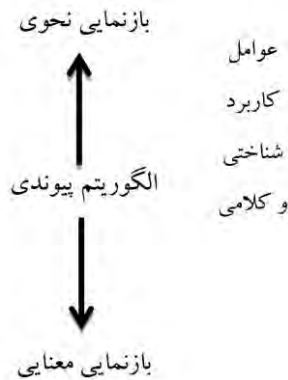 بازنمایی نحوی
عوامل
کاربرد
شناختی
و کلامی
الگوریتم پیوندی
بازنمایی معنایی